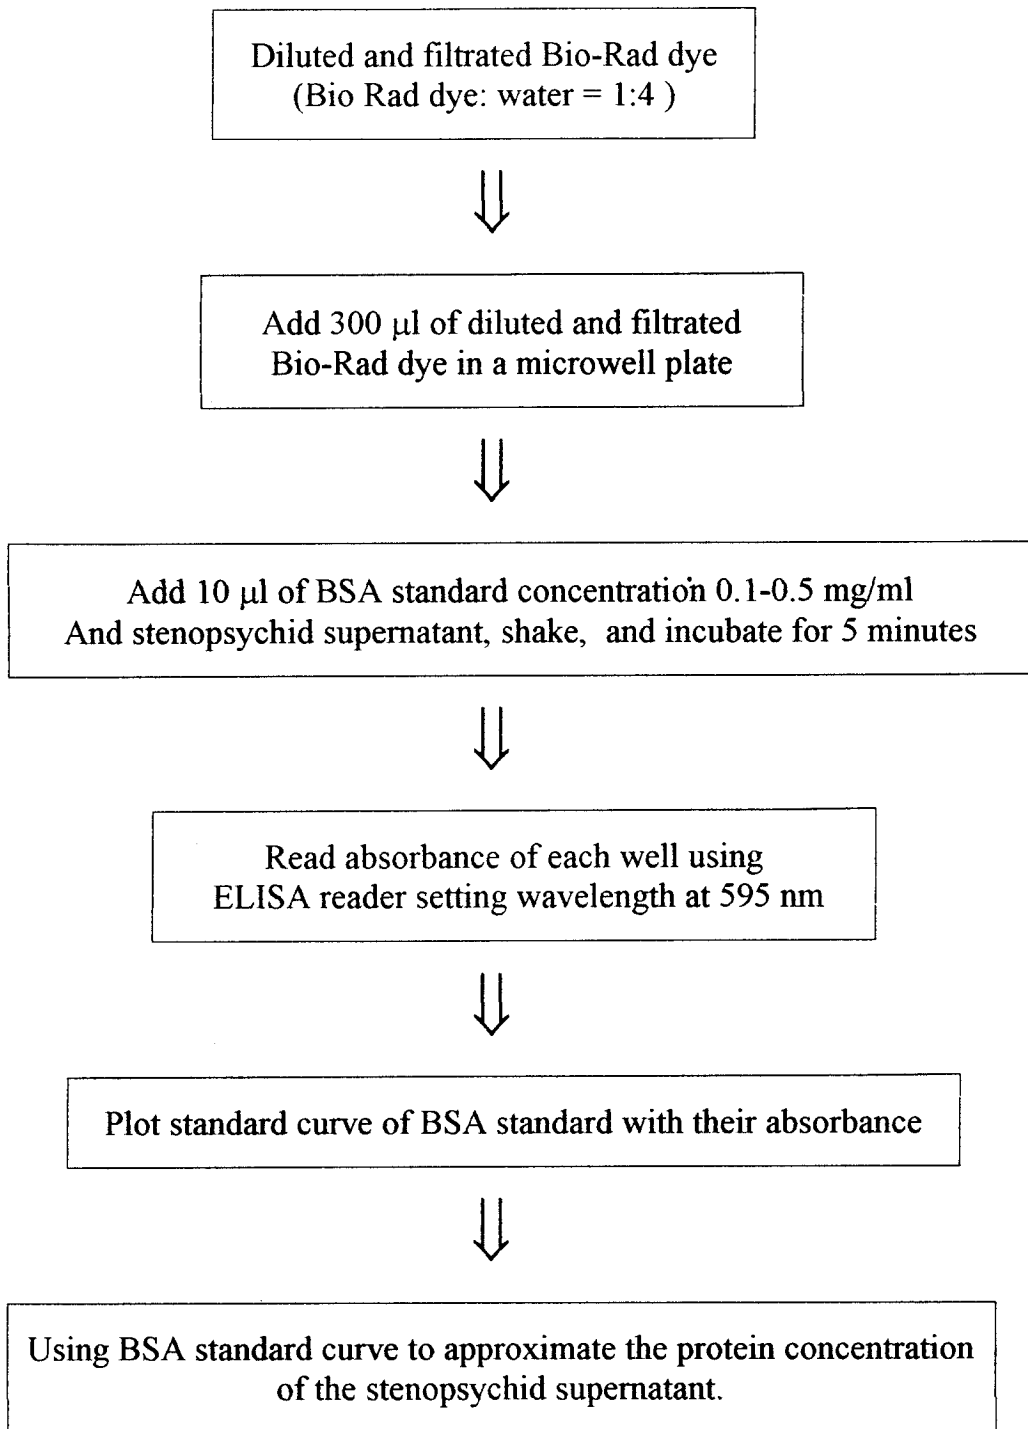 Diluted and filtrated Bio-Rad dye
(Bio Rad dye: water = 1:4 )
Add 300 µl of diluted and filtrated
Bio-Rad dye in a microwell plate
Add 10 µl of BSA standard concentration 0.1-0.5 mg/ml
And stenopsychid supernatant, shake, and incubate for 5 minutes
Read absorbance of each well using
ELISA reader setting wavelength at 595 nm
Plot standard curve of BSA standard with their absorbance
Using BSA standard curve to approximate the protein concentration
of the stenopsychid supernatant.